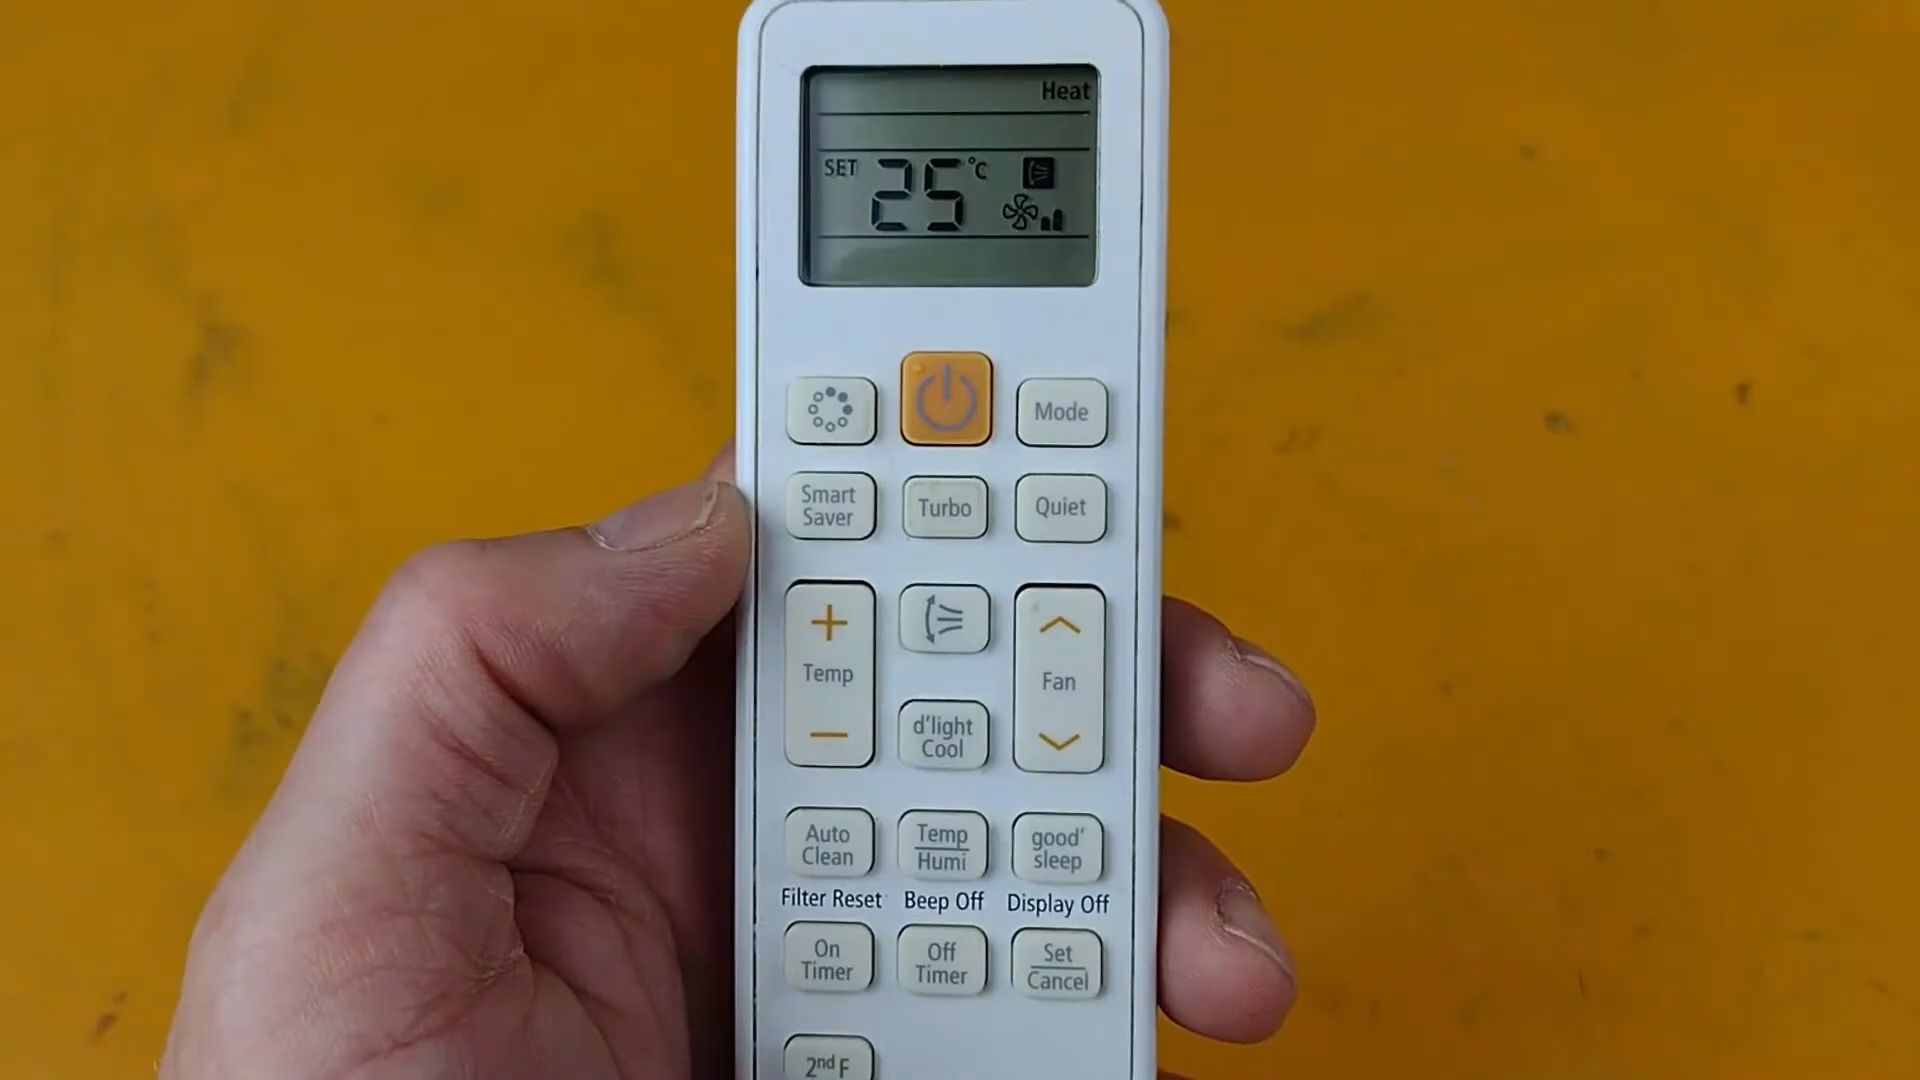 Heat
SET 25°C
Mode
Smart
Saver
Turbo
Quiet
+
Temp
−
Fan
d'light
Cool
Auto
Clean
Temp
Humi
good'
sleep
Filter Reset
Beep Off
Display Off
On
Timer
Off
Timer
Set
Cancel
2nd F